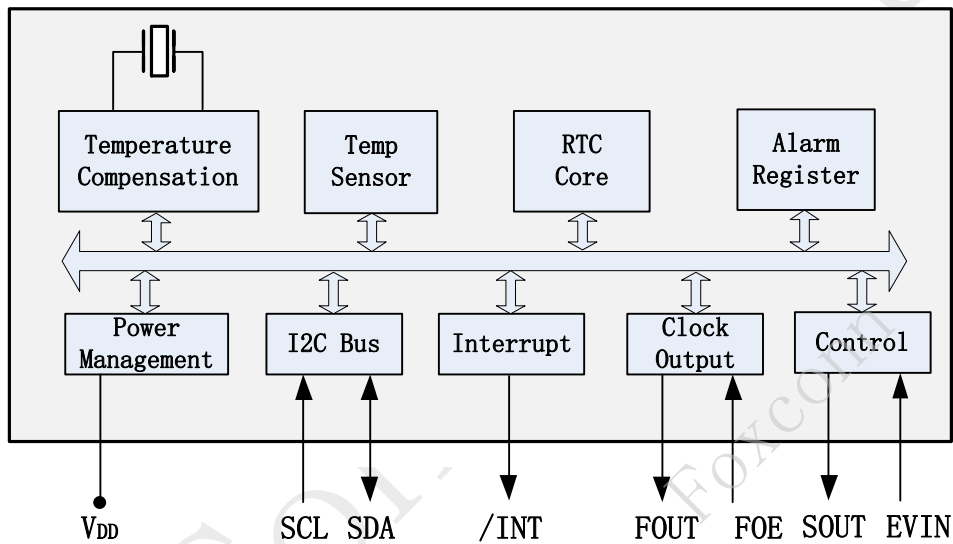 Temperature
Compensation
Temp
Sensor
RTC
Core
Alarm
Register
Power
Management
I2C Bus
Interrupt
Clock
Output
Control
VDD
SCL
SDA
/INT
FOUT
FOE
SOUT
EVIN
Foxconn